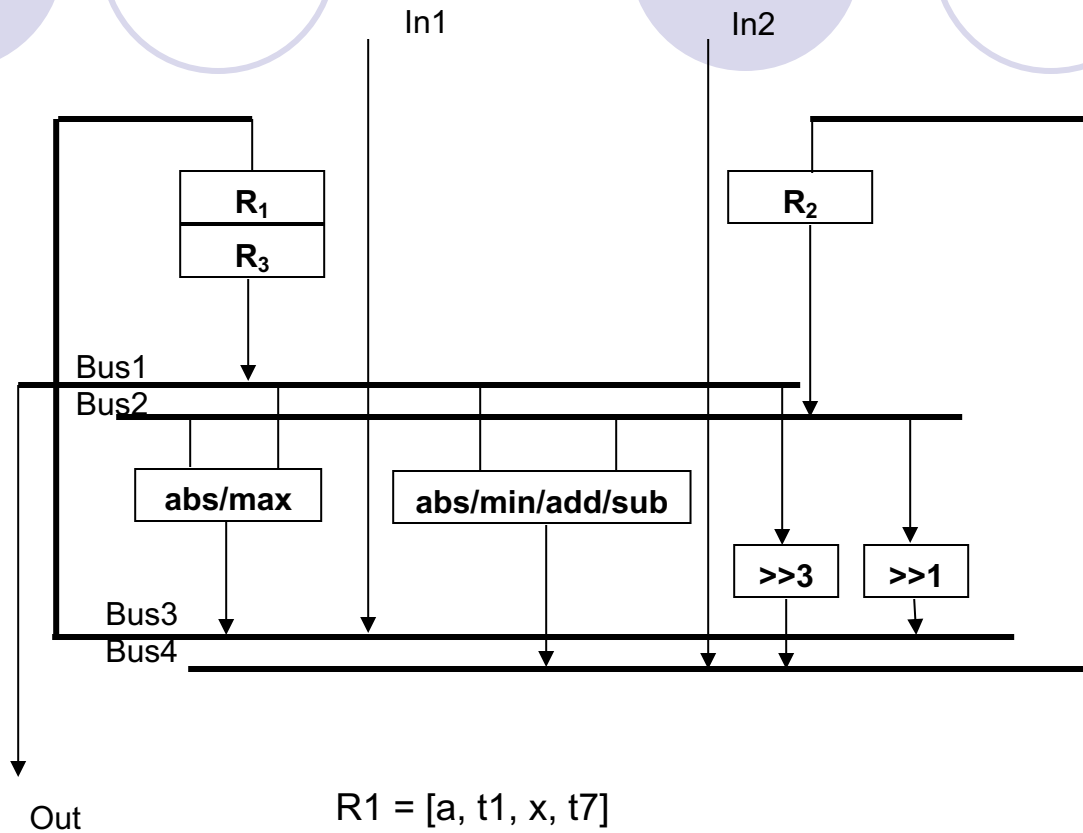 In1
In2
R₁
R₂
R₃
Bus1
Bus2
abs/max
abs/min/add/sub
>>3
>>1
Bus3
Bus4
Out
R1 = [a, t1, x, t7]